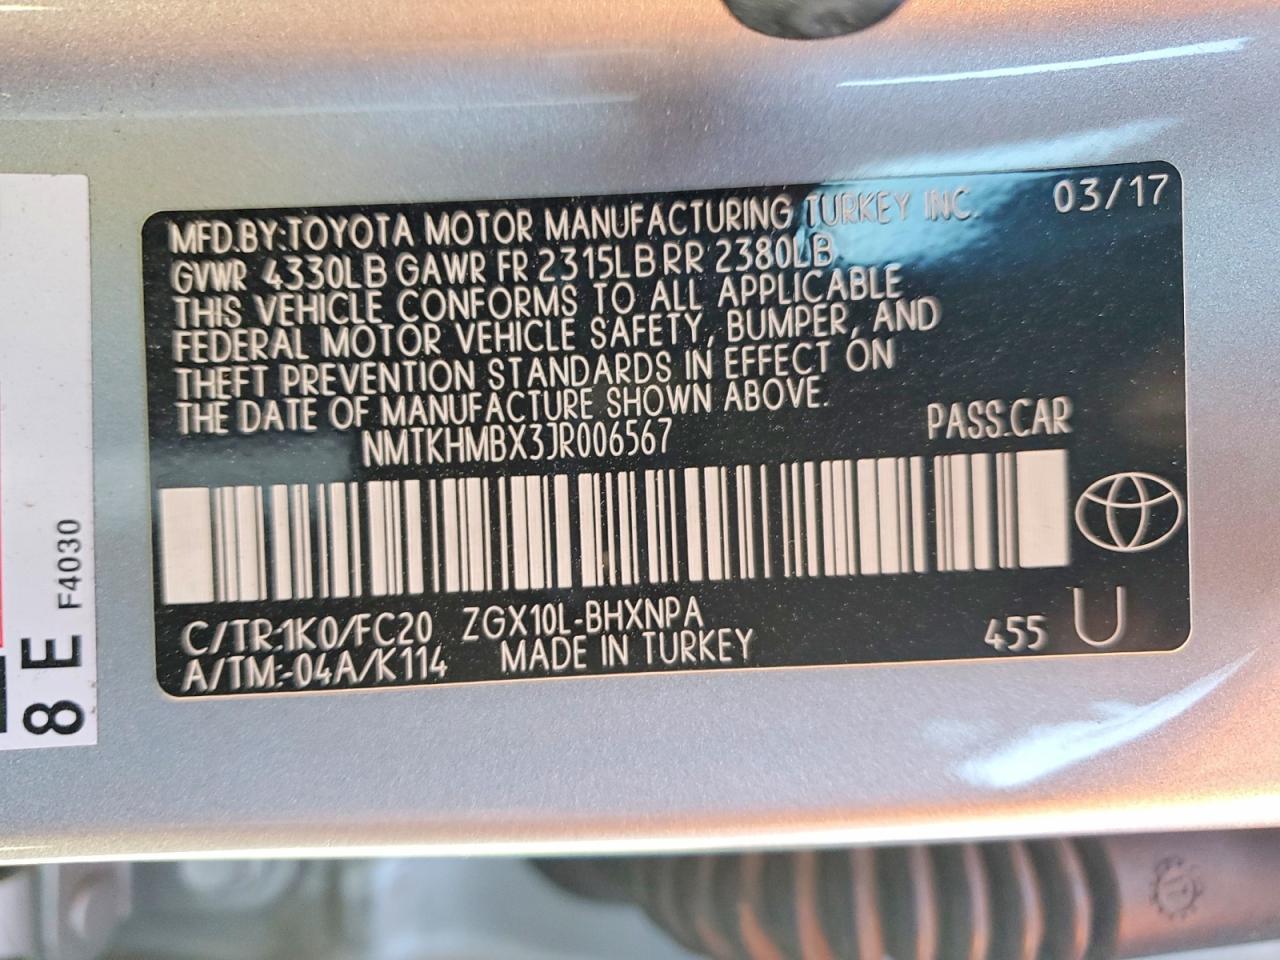 MFD.BY:TOYOTA MOTOR MANUFACTURING TURKEY INC. 03/17
GVWR 4330LB GAWR FR 2315LB RR 2380LB
THIS VEHICLE CONFORMS TO ALL APPLICABLE
FEDERAL MOTOR VEHICLE SAFETY, BUMPER, AND
THEFT PREVENTION STANDARDS IN EFFECT ON
THE DATE OF MANUFACTURE SHOWN ABOVE.
NMTKHMBX3JR006567 PASS.CAR
C/TR:1K0/FC20 ZGX10L-BHXNPA
A/TM:-04A/K114 MADE IN TURKEY 455 U
8 E F4030